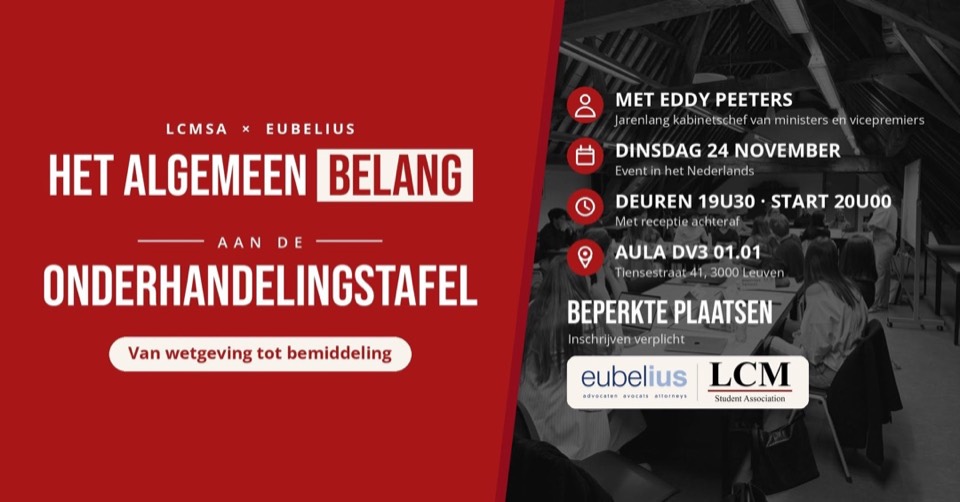 LCMSA × EUBELIUS
HET ALGEMEEN BELANG
AAN DE
ONDERHANDELINGSTAFEL
Van wetgeving tot bemiddeling
MET EDDY PEETERS
Jarenlang kabinetschef van ministers en vicepremiers
DINSDAG 24 NOVEMBER
Event in het Nederlands
DEUREN 19U30 · START 20U00
Met receptie achteraf
AULA DV3 01.01
Tiensestraat 41, 3000 Leuven
BEPERKTE PLAATSEN
Inschrijven verplicht
eubelius
advocaten avocats attorneys
LCM
Student Association